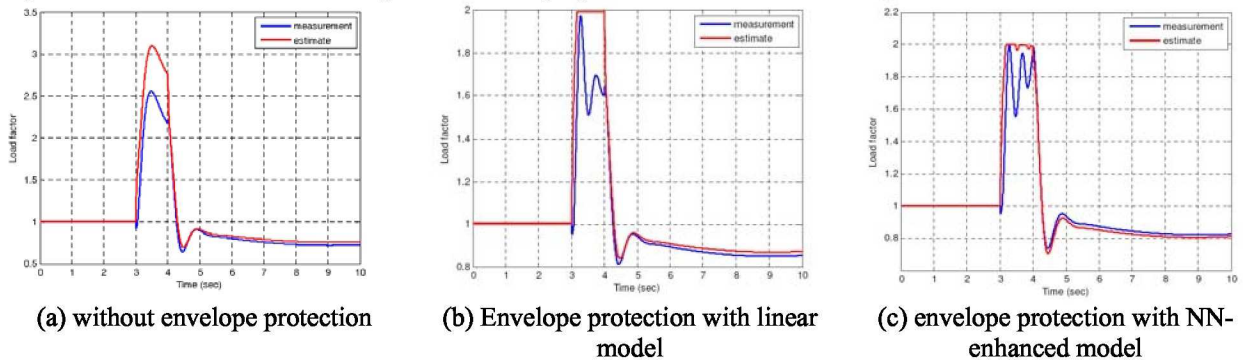 measurement
estimate
3.5
3
2.5
2
1.5
1
0.5
Load factor
0 1 2 3 4 5 6 7 8 9 10
Time (sec)
(a) without envelope protection
measurement
estimate
2
1.8
1.6
1.4
1.2
1
0.8
Load factor
0 1 2 3 4 5 6 7 8 9 10
Time (sec)
(b) Envelope protection with linear
model
measurement
estimate
2.2
2
1.8
1.6
1.4
1.2
1
0.8
Load factor
0 1 2 3 4 5 6 7 8 9 10
Time (sec)
(c) envelope protection with NN-
enhanced model